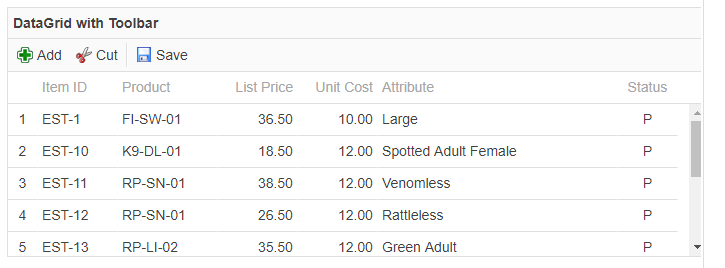 DataGrid with Toolbar
Add Cut Save
Item ID Product List Price Unit Cost Attribute Status
1 EST-1 FI-SW-01 36.50 10.00 Large P
2 EST-10 K9-DL-01 18.50 12.00 Spotted Adult Female P
3 EST-11 RP-SN-01 38.50 12.00 Venomless P
4 EST-12 RP-SN-01 26.50 12.00 Rattleless P
5 EST-13 RP-LI-02 35.50 12.00 Green Adult P